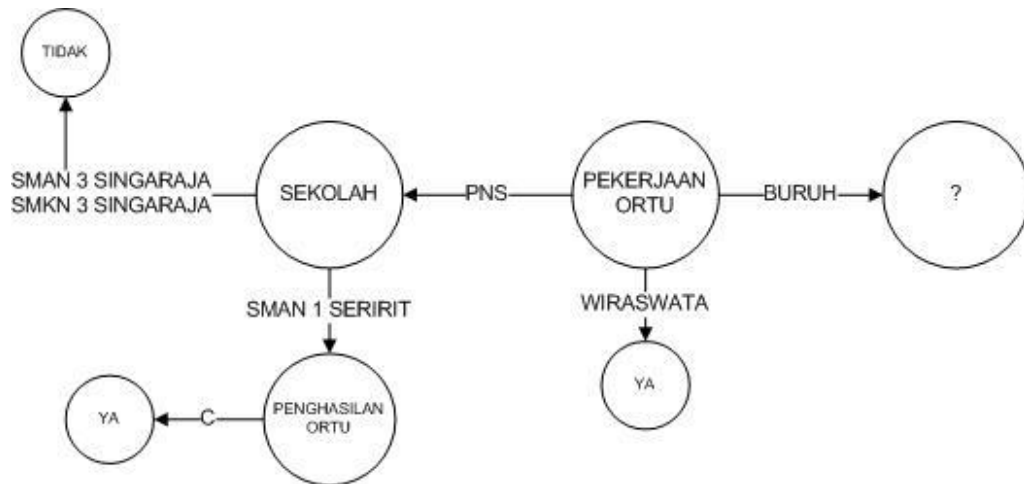 TIDAK
SMAN 3 SINGARAJA
SMKN 3 SINGARAJA
SEKOLAH
PNS
PEKERJAAN
ORTU
BURUH
?
SMAN 1 SERIRIT
WIRASWATA
YA
C
PENGHASILAN
ORTU
YA